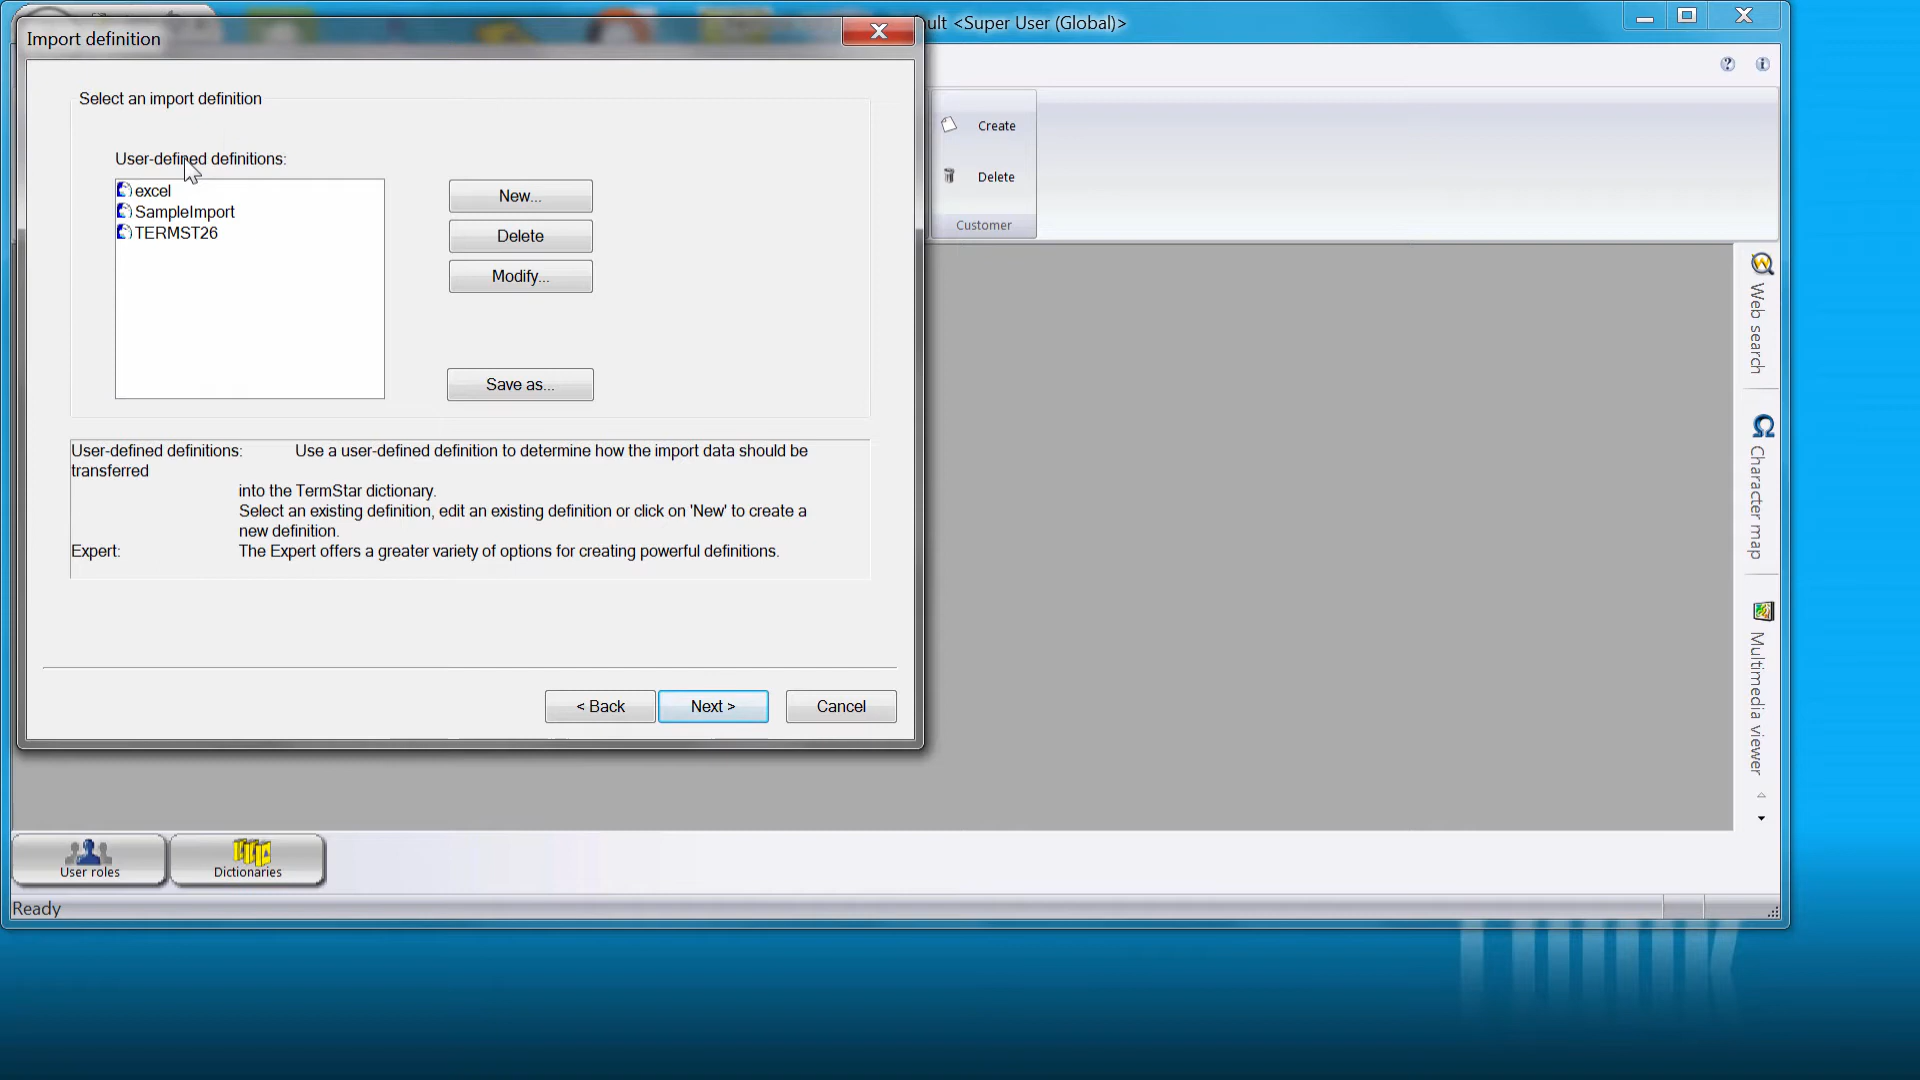 Import definition
ult <Super User (Global)>
Select an import definition
User-defined definitions:
excel
SampleImport
TERMST26
New...
Delete
Modify...
Save as...
Create
Delete
Customer
User-defined definitions: Use a user-defined definition to determine how the import data should be
transferred
into the TermStar dictionary.
Select an existing definition, edit an existing definition or click on 'New' to create a
new definition.
Expert: The Expert offers a greater variety of options for creating powerful definitions.
< Back
Next >
Cancel
Web search
Character map
Multimedia viewer
User roles
Dictionaries
Ready